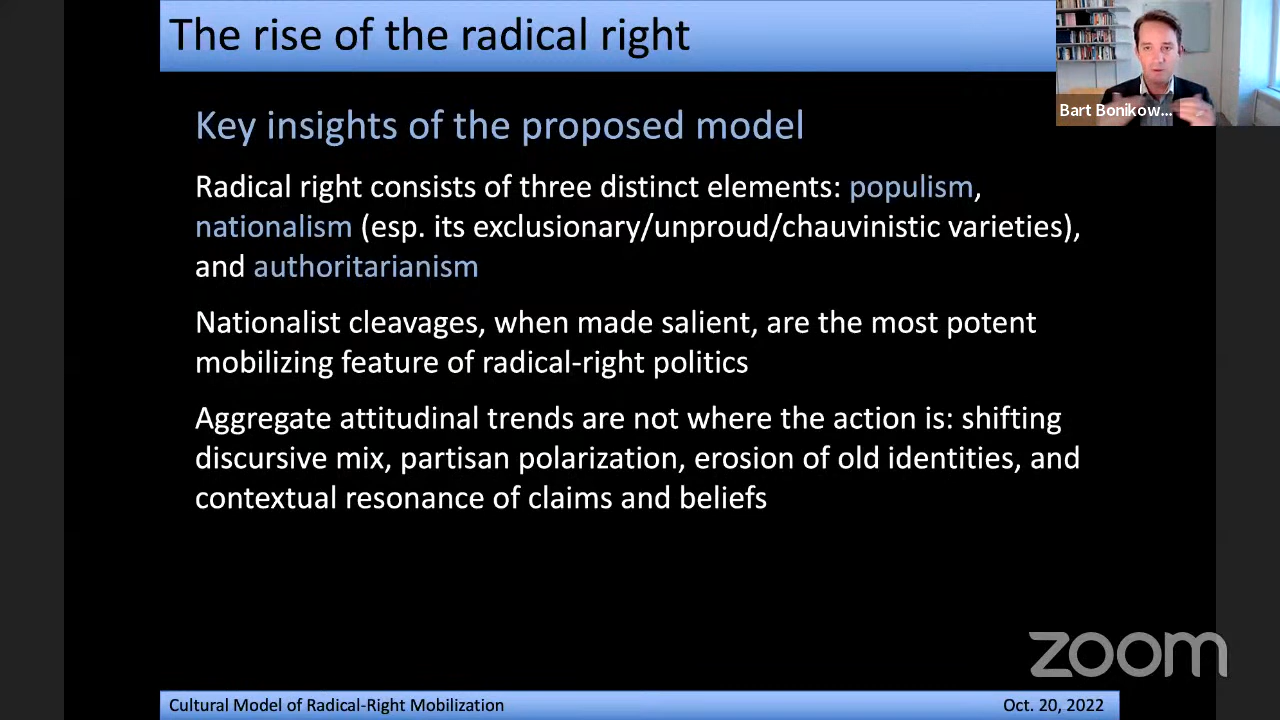 The rise of the radical right
Bart Bonikow...
Key insights of the proposed model
Radical right consists of three distinct elements: populism,
nationalism (esp. its exclusionary/unproud/chauvinistic varieties),
and authoritarianism
Nationalist cleavages, when made salient, are the most potent
mobilizing feature of radical-right politics
Aggregate attitudinal trends are not where the action is: shifting
discursive mix, partisan polarization, erosion of old identities, and
contextual resonance of claims and beliefs
zoom
Cultural Model of Radical-Right Mobilization
Oct. 20, 2022